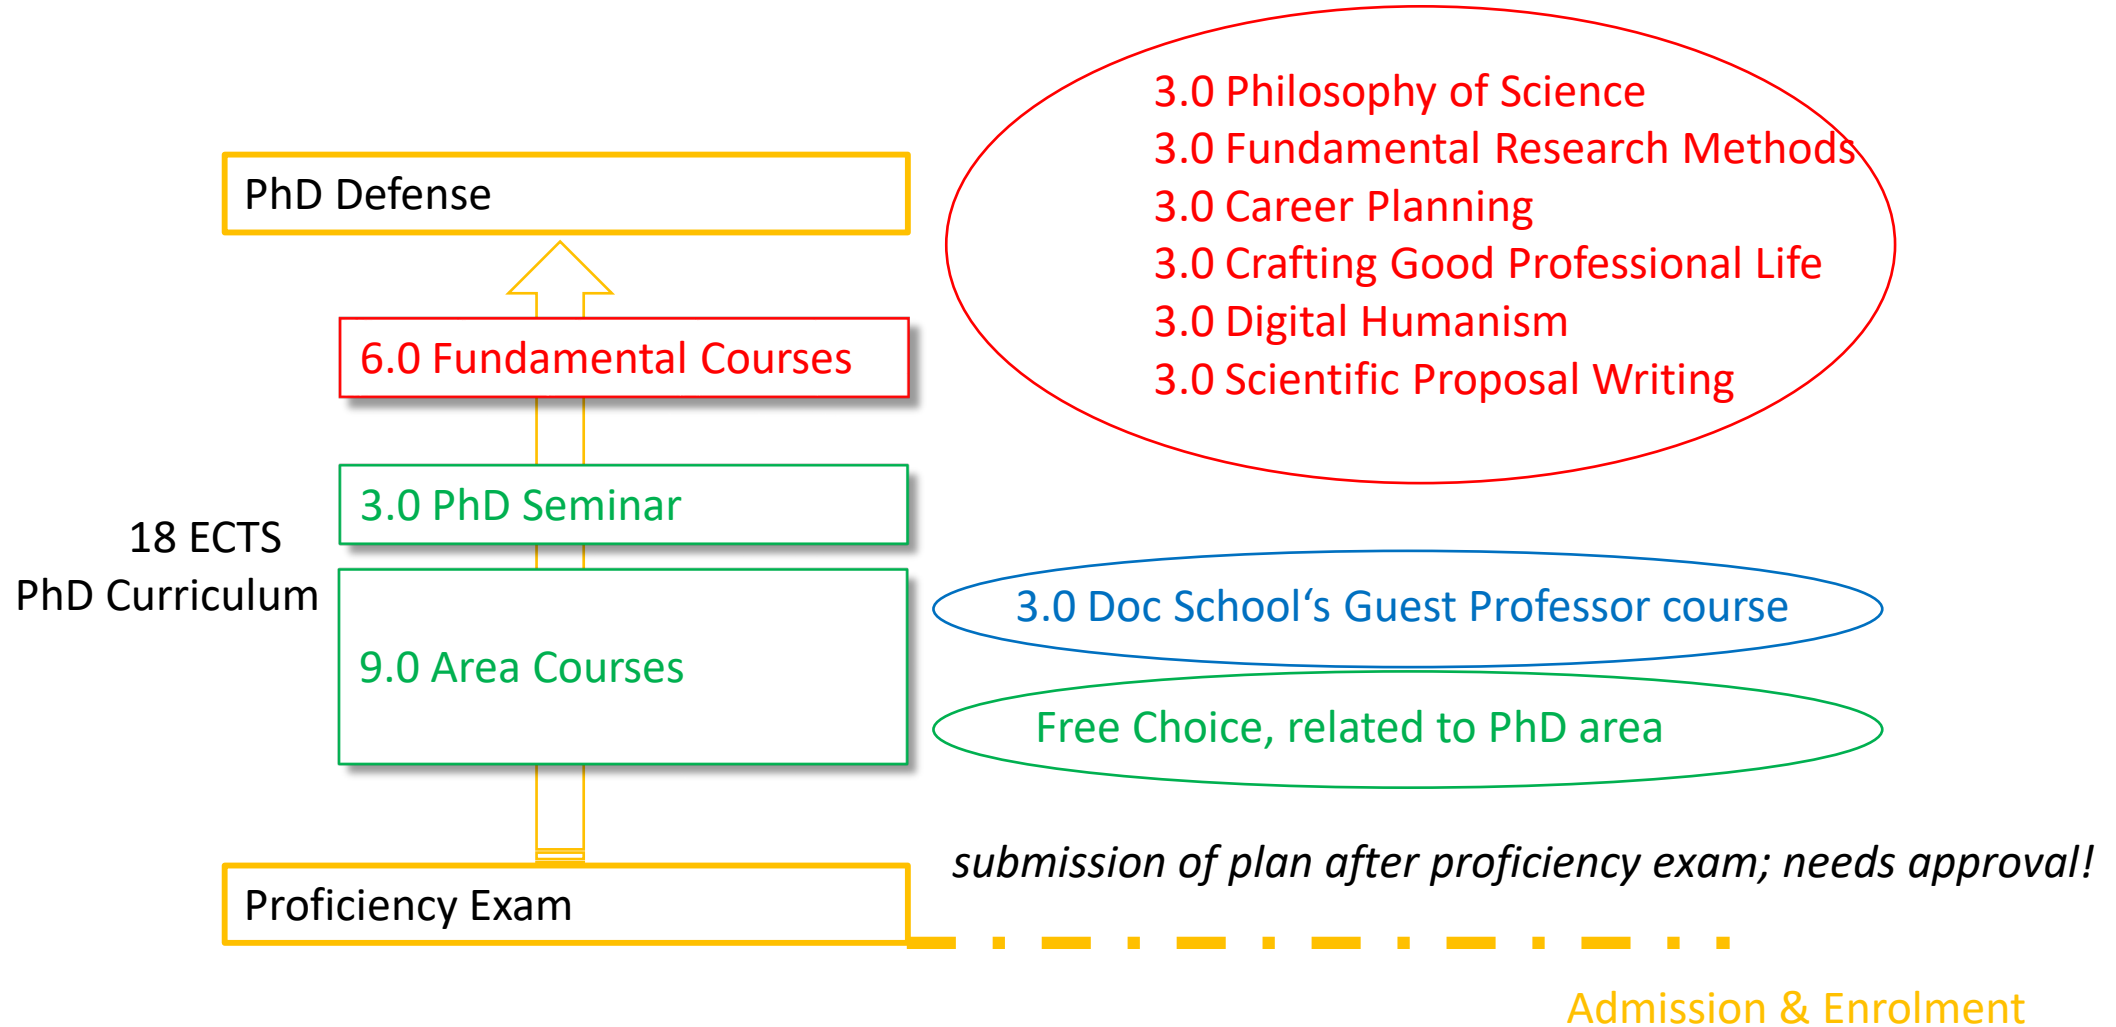 3.0 Philosophy of Science
3.0 Fundamental Research Methods
3.0 Career Planning
3.0 Crafting Good Professional Life
3.0 Digital Humanism
3.0 Scientific Proposal Writing
PhD Defense
6.0 Fundamental Courses
3.0 PhD Seminar
18 ECTS
PhD Curriculum
9.0 Area Courses
3.0 Doc School‘s Guest Professor course
Free Choice, related to PhD area
submission of plan after proficiency exam; needs approval!
Proficiency Exam
Admission & Enrolment